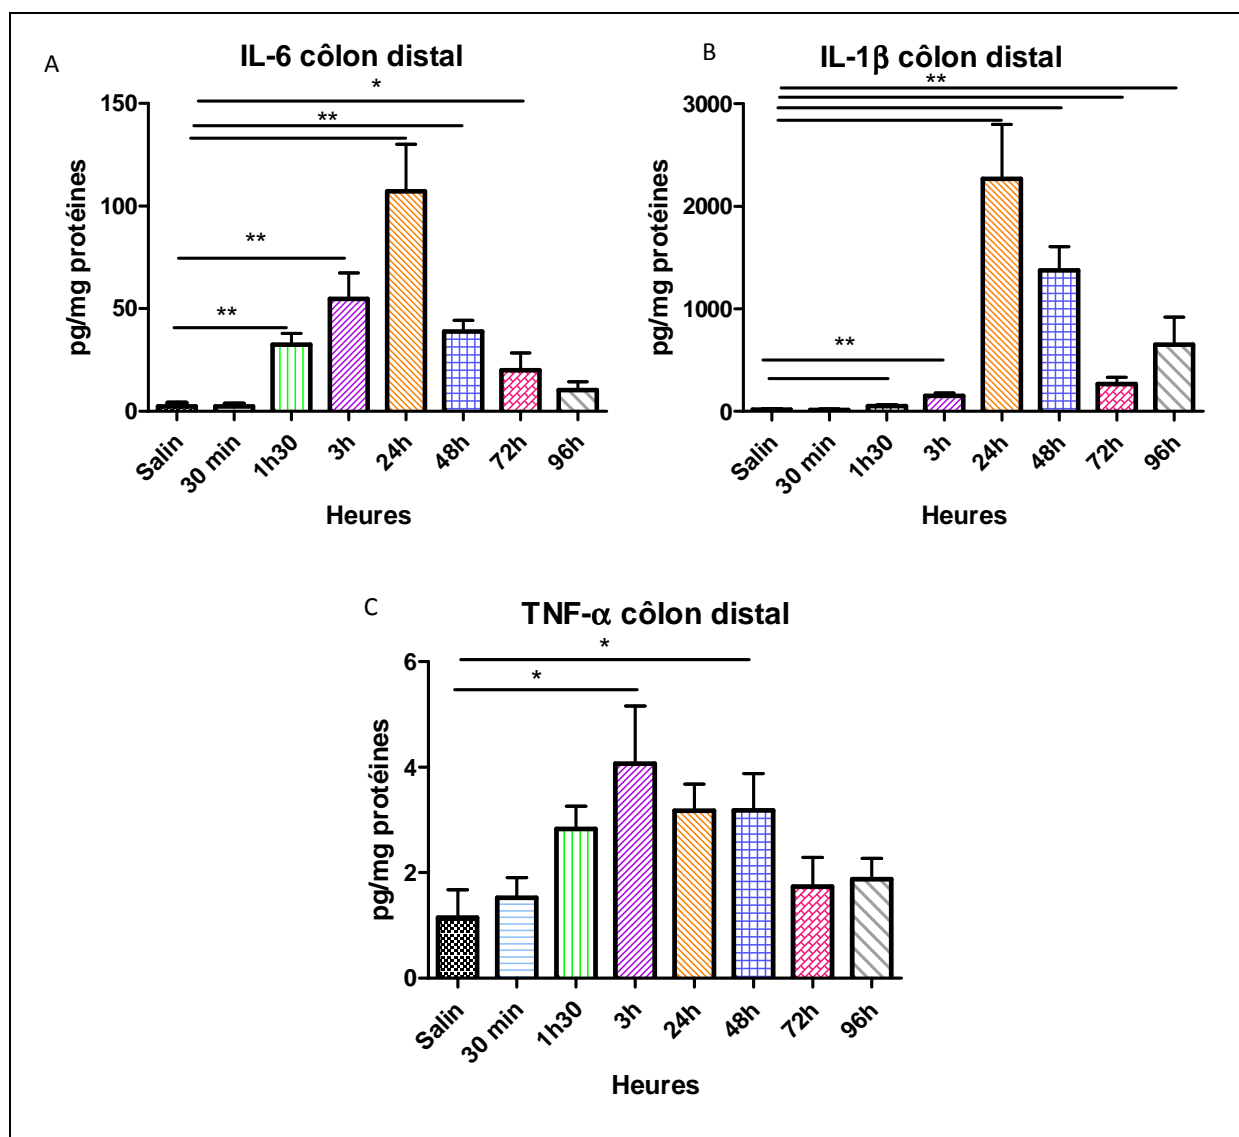 A
IL-6 côlon distal
*
**
**
**
pg/mg protéines
150
100
50
0
Salin
30 min
1h30
3h
24h
48h
72h
96h
Heures
B
IL-1β côlon distal
**
**
pg/mg protéines
3000
2000
1000
0
Salin
30 min
1h30
3h
24h
48h
72h
96h
Heures
C
TNF-α côlon distal
*
*
pg/mg protéines
6
4
2
0
Salin
30 min
1h30
3h
24h
48h
72h
96h
Heures